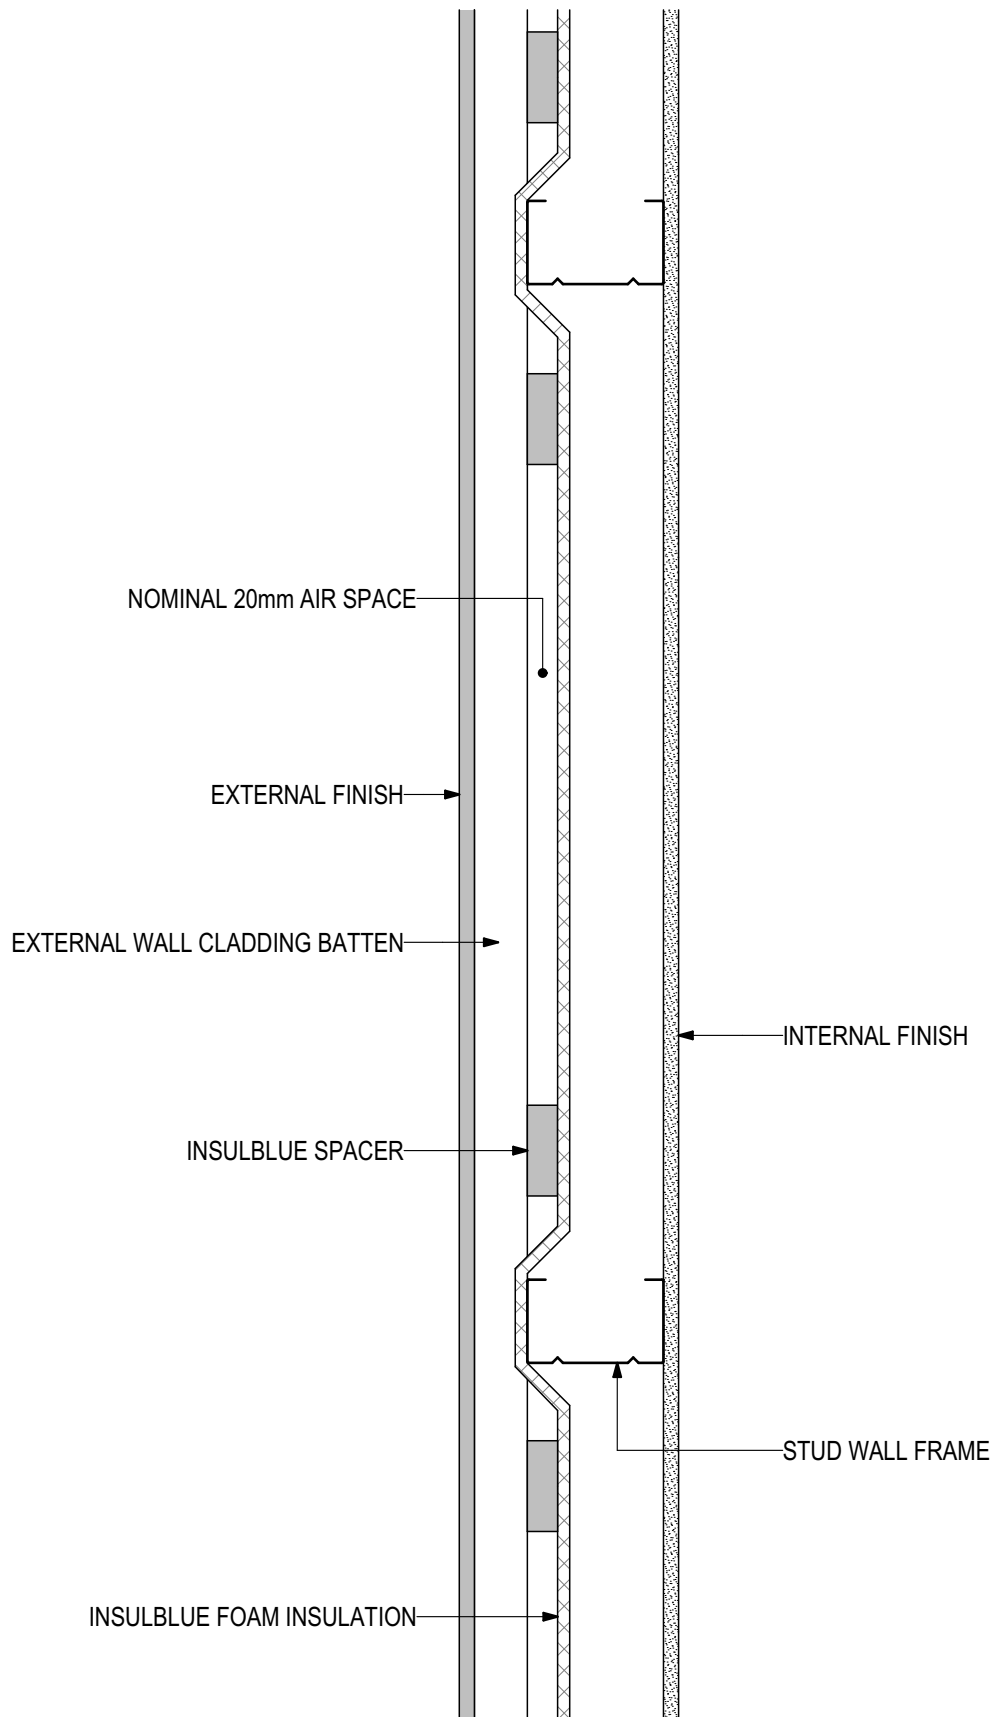 NOMINAL 20mm AIR SPACE
EXTERNAL FINISH
EXTERNAL WALL CLADDING BATTEN
INTERNAL FINISH
INSULBLUE SPACER
STUD WALL FRAME
INSULBLUE FOAM INSULATION